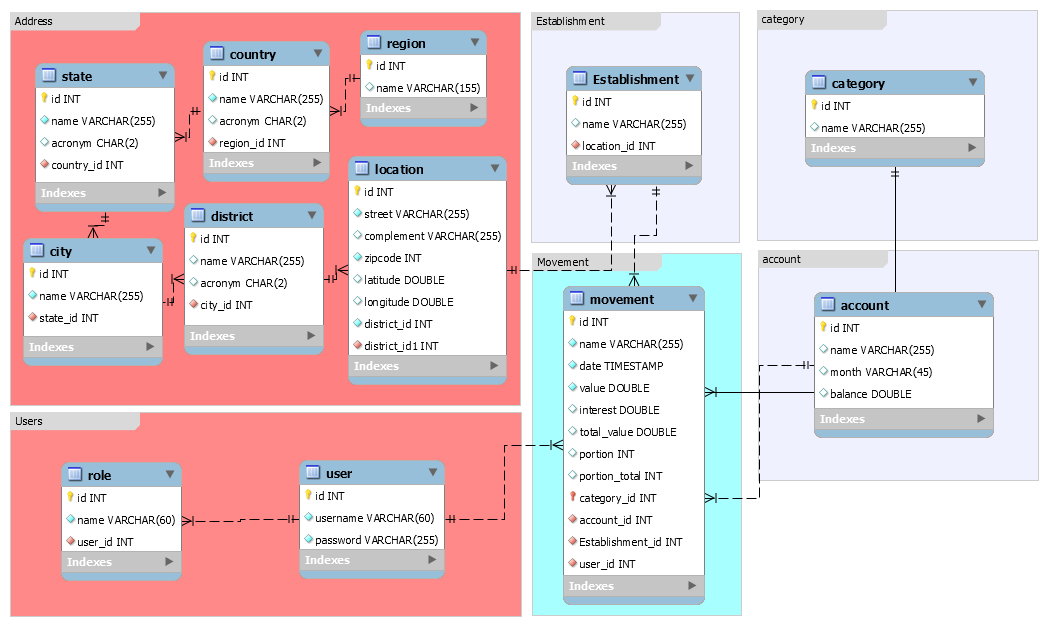 Address
state
id INT
name VARCHAR(255)
acronym CHAR(2)
country_id INT
Indexes
country
id INT
name VARCHAR(255)
acronym CHAR(2)
region_id INT
Indexes
region
id INT
name VARCHAR(155)
Indexes
city
id INT
name VARCHAR(255)
state_id INT
Indexes
district
id INT
name VARCHAR(255)
acronym CHAR(2)
city_id INT
Indexes
location
id INT
street VARCHAR(255)
complement VARCHAR(255)
zipcode INT
latitude DOUBLE
longitude DOUBLE
district_id INT
district_id1 INT
Indexes
Establishment
Establishment
id INT
name VARCHAR(255)
location_id INT
Indexes
category
category
id INT
name VARCHAR(255)
Indexes
Movement
movement
id INT
name VARCHAR(255)
date TIMESTAMP
value DOUBLE
interest DOUBLE
total_value DOUBLE
portion INT
portion_total INT
category_id INT
account_id INT
Establishment_id INT
user_id INT
Indexes
account
account
id INT
name VARCHAR(255)
month VARCHAR(45)
balance DOUBLE
Indexes
Users
role
id INT
name VARCHAR(60)
user_id INT
Indexes
user
id INT
username VARCHAR(60)
password VARCHAR(255)
Indexes